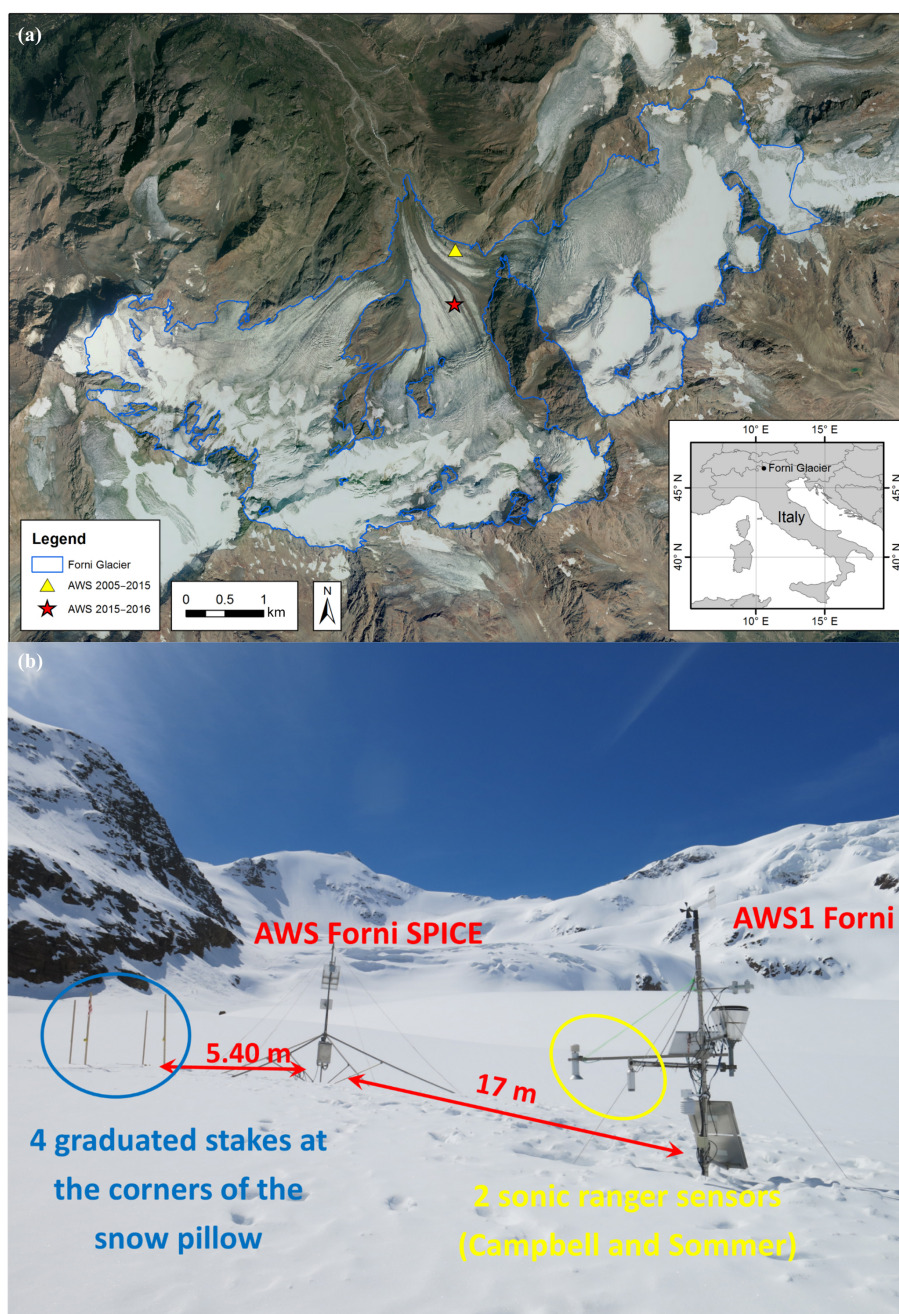 (a)
10° E 15° E
Forni Glacier
45° N
Italy
40° N
10° E 15° E
45° N
40° N
Legend
Forni Glacier
AWS 2005–2015
AWS 2015–2016
0 0.5 1
km
N
(b)
AWS Forni SPICE
AWS1 Forni
5.40 m
17 m
4 graduated stakes at
the corners of the
snow pillow
2 sonic ranger sensors
(Campbell and Sommer)